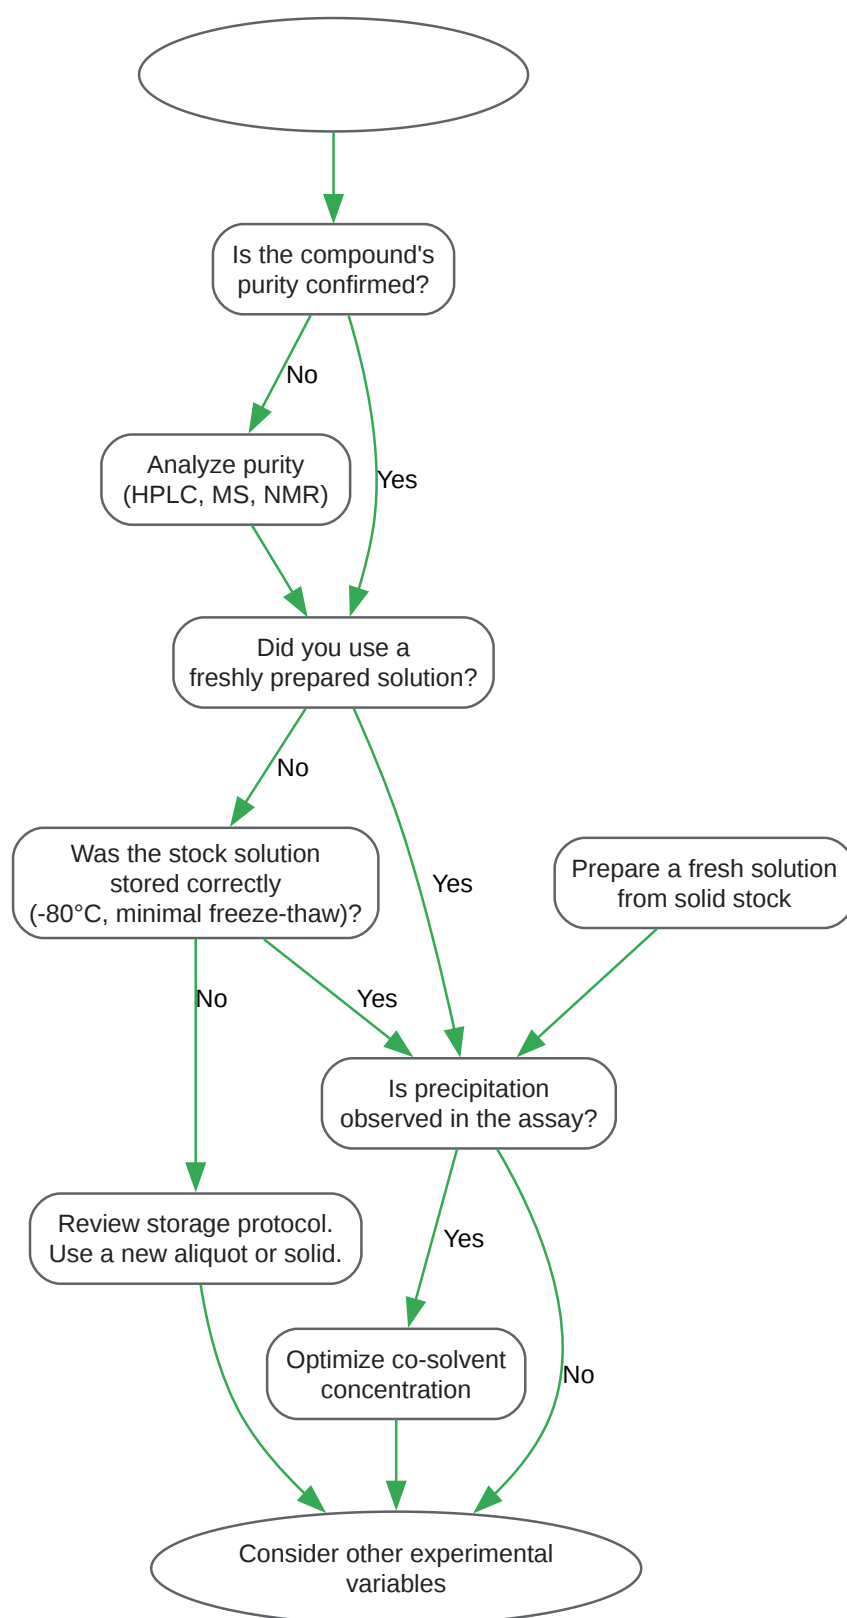 Is the compound's
purity confirmed?
No
Analyze purity
(HPLC, MS, NMR)
Yes
Did you use a
freshly prepared solution?
No
Was the stock solution
stored correctly
(-80°C, minimal freeze-thaw)?
Yes
Prepare a fresh solution
from solid stock
No
Yes
Is precipitation
observed in the assay?
Review storage protocol.
Use a new aliquot or solid.
Yes
Optimize co-solvent
concentration
No
Consider other experimental
variables